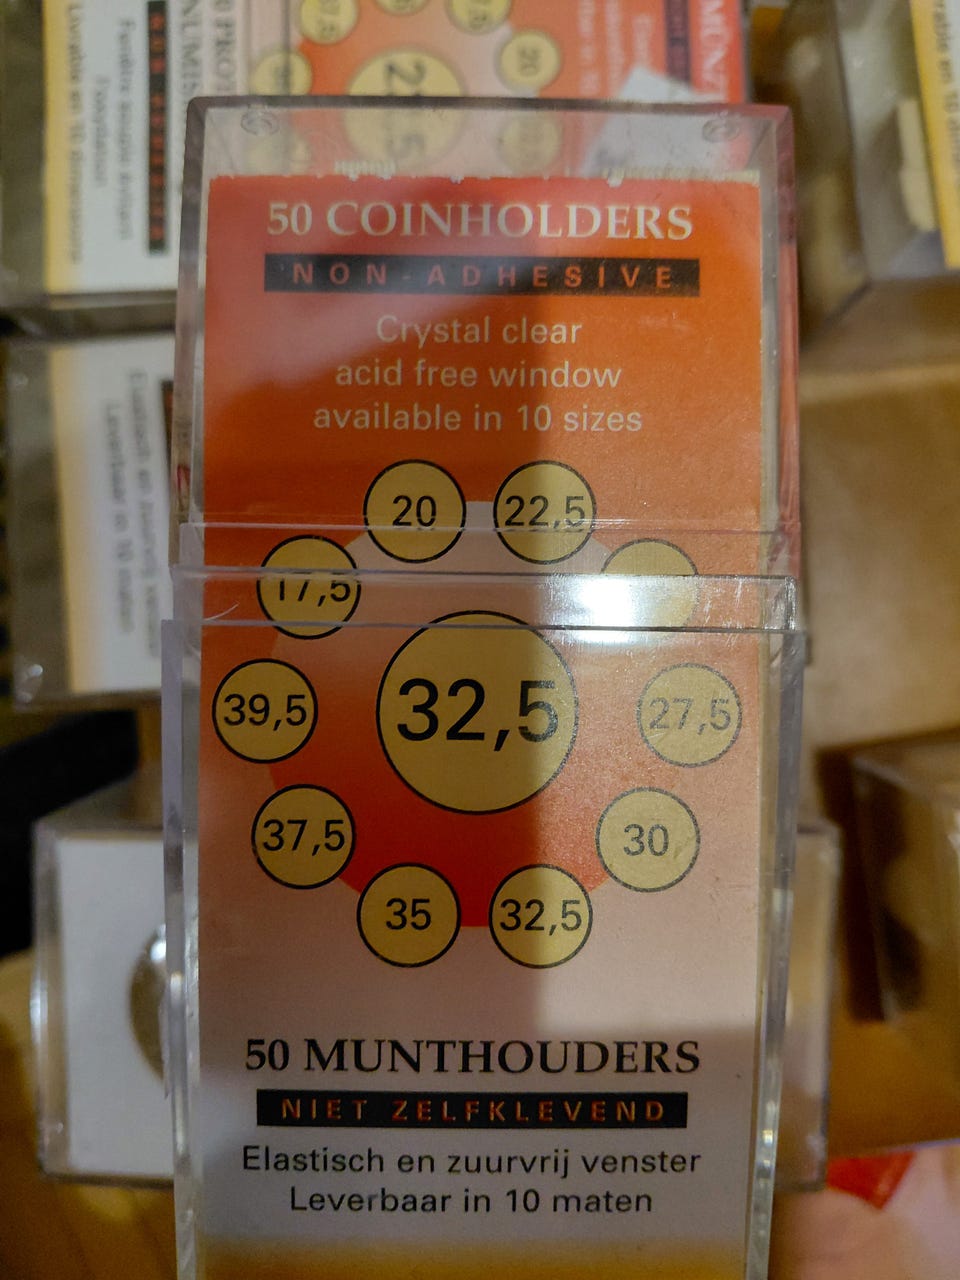 50 COINHOLDERS
NON-ADHESIVE
Crystal clear
acid free window
available in 10 sizes
20
22,5
17,5
39,5
32,5
27,5
37,5
30
35
32,5
50 MUNTHOUDERS
NIET ZELFKLEVEND
Elastisch en zuurvrij venster
Leverbaar in 10 maten